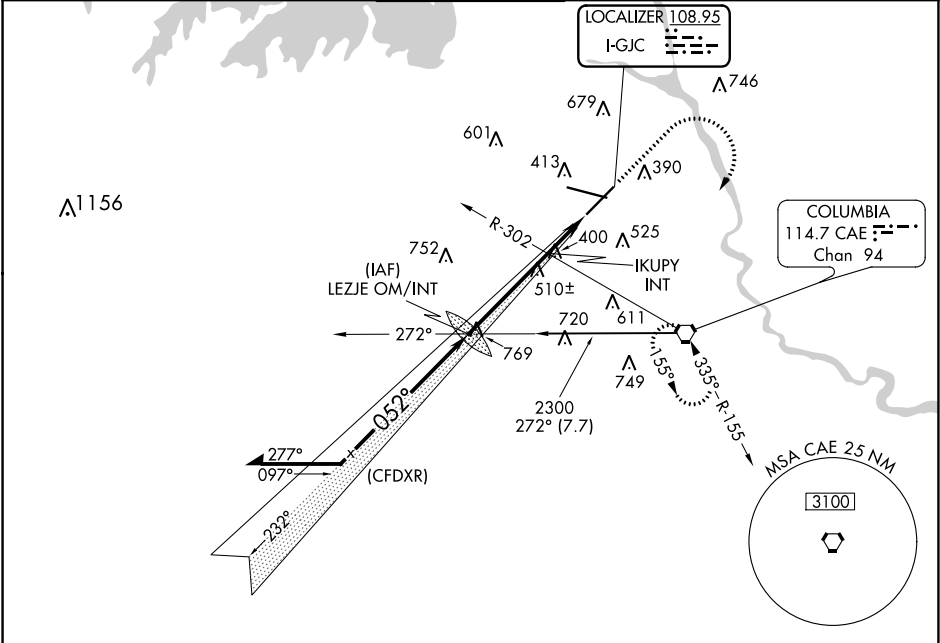 LOCALIZER 108.95
I-GJC
746
679
601
413
390
1156
COLUMBIA
114.7 CAE
Chan 94
R-302
400
525
752
(IAF)
LEZJE OM/INT
IKUPY
INT
510±
611
272°
720
769
155°
749
335°
R-155
2300
272° (7.7)
052°
277°
097°
(CFDXR)
232°
MSA CAE 25 NM
3100